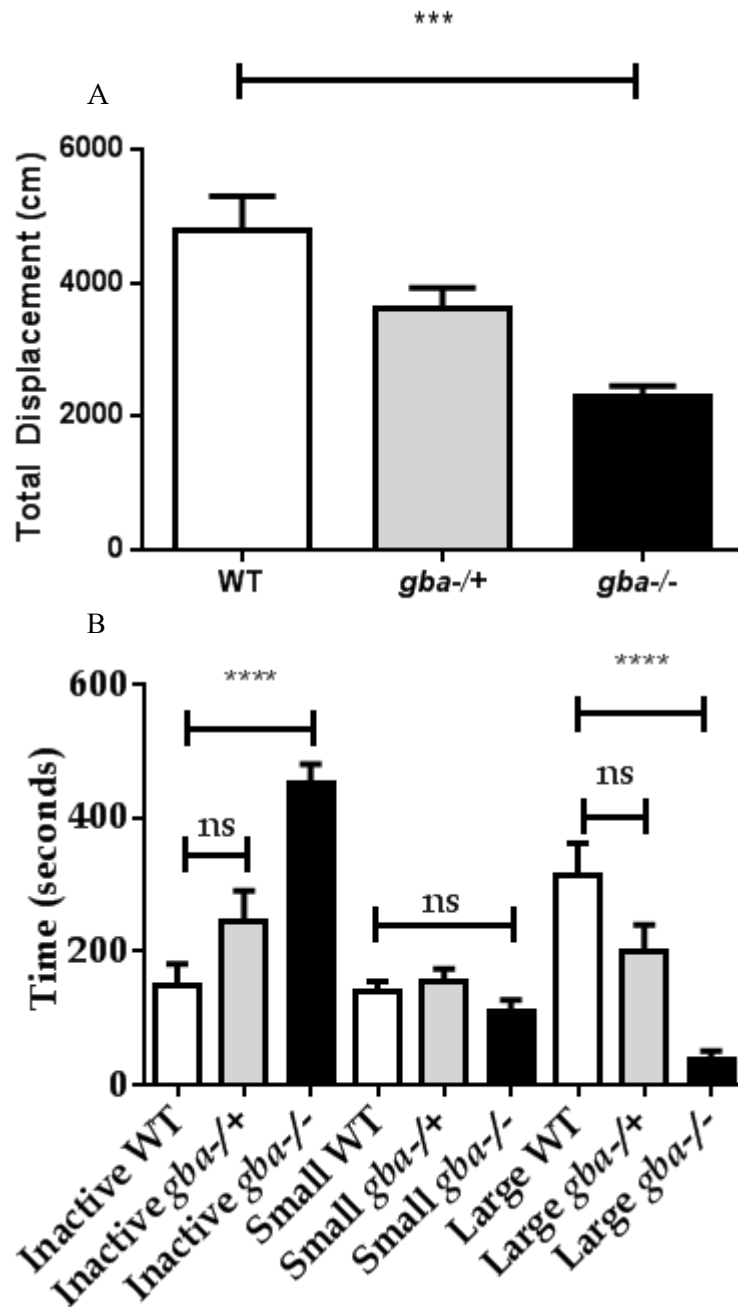 ***
A
Total Displacement (cm)
6000
4000
2000
0
WT
gba-/+
gba-/-
B
Time (seconds)
600
400
200
0
****
ns
ns
****
ns
Inactive WT
Inactive gba-/+
Inactive gba-/-
Small WT
Small gba-/+
Small gba-/-
Large WT
Large gba-/+
Large gba-/-